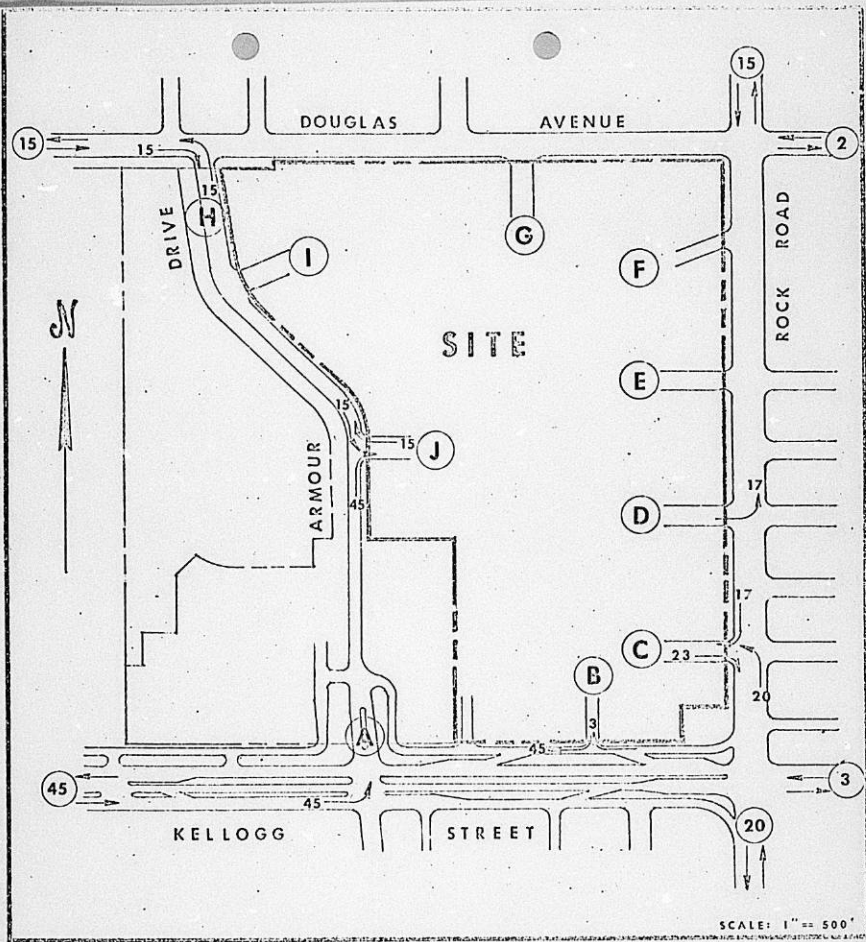 15
DOUGLAS AVENUE
15
15
2
15
H
DRIVE
I
G
F
ROCK ROAD
N
SITE
E
15
15
J
ARMOUR
45
17
D
17
C
23
B
20
3
A
45
45
45
3
KELLOGG STREET
20
SCALE: 1" == 500'